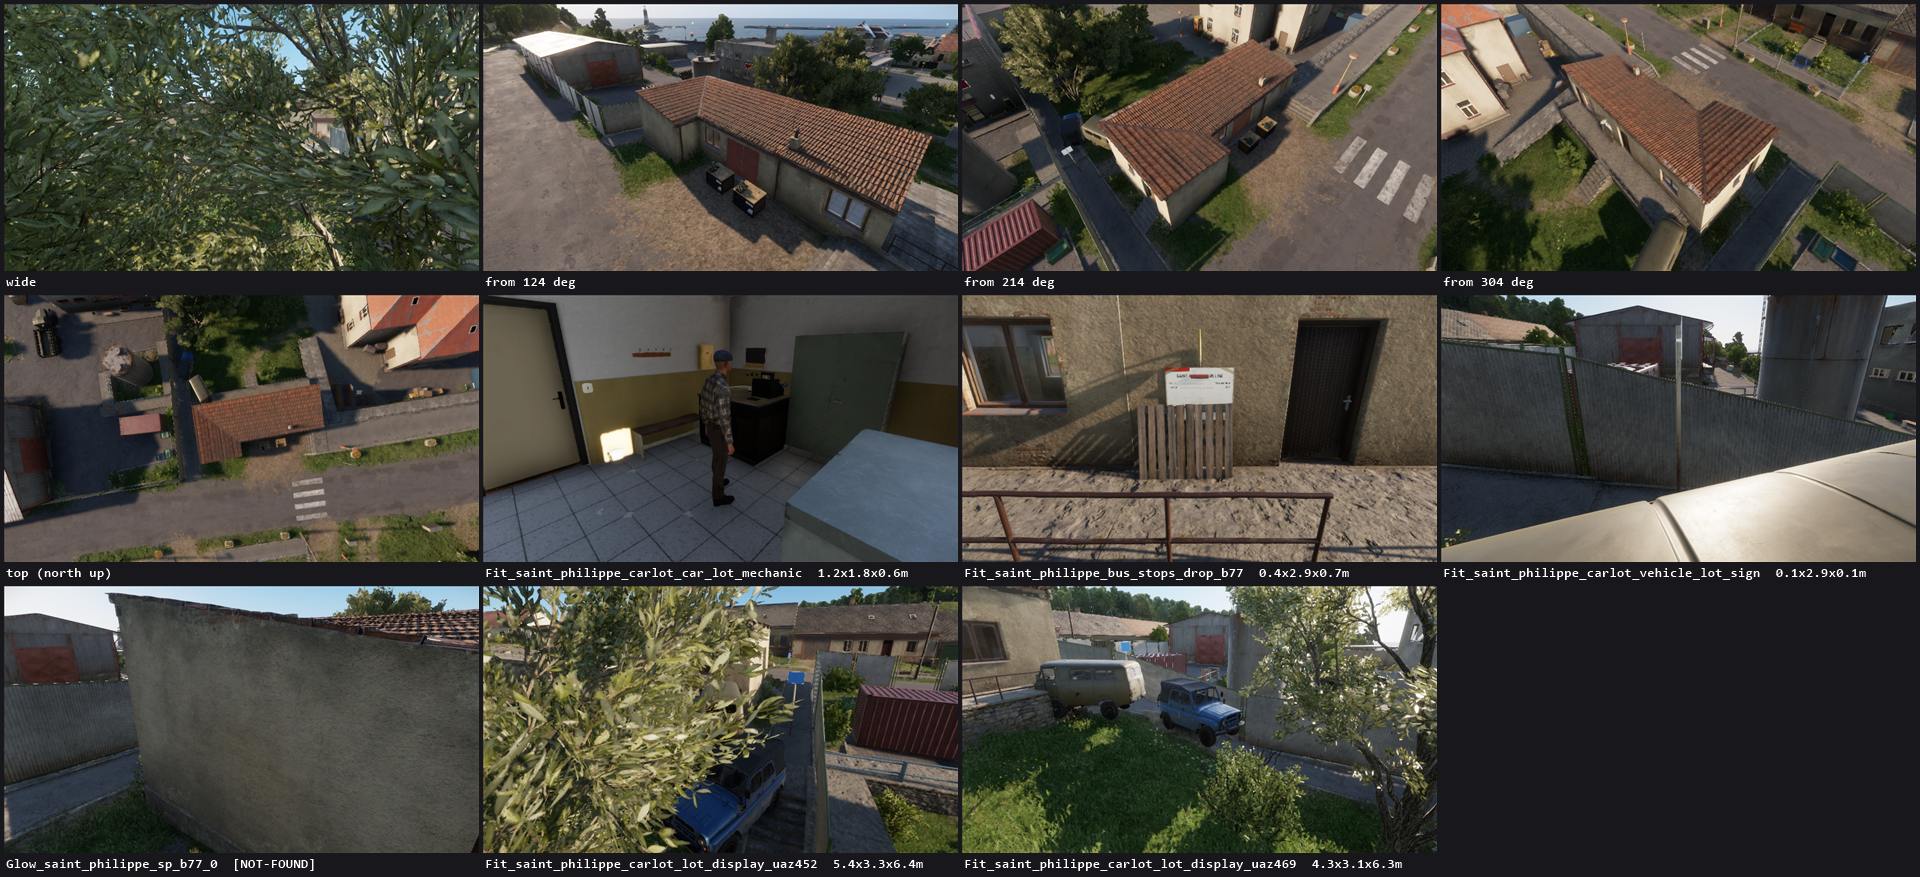 wide
from 124 deg
from 214 deg
from 304 deg
top (north up)
Fit_saint_philippe_carlot_car_lot_mechanic 1.2x1.8x0.6m
Fit_saint_philippe_bus_stops_drop_b77 0.4x2.9x0.7m
Fit_saint_philippe_carlot_vehicle_lot_sign 0.1x2.9x0.1m
Glow_saint_philippe_sp_b77_0 [NOT-FOUND]
Fit_saint_philippe_carlot_lot_display_uaz452 5.4x3.3x6.4m
Fit_saint_philippe_carlot_lot_display_uaz469 4.3x3.1x6.3m